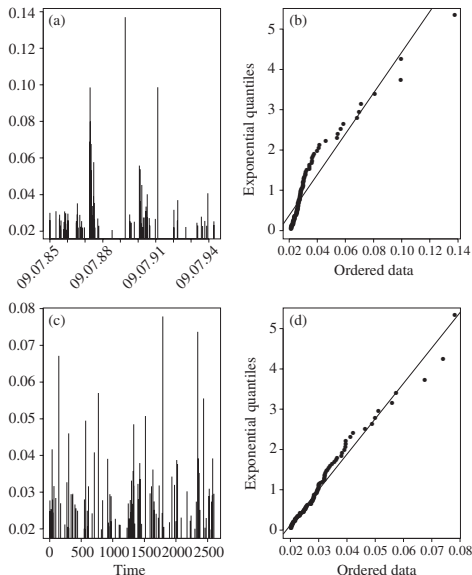 (a)
0.14
0.12
0.10
0.08
0.06
0.04
0.02
09.07.85
09.07.88
09.07.91
09.07.94
(b)
5
4
3
2
1
0
Exponential quantiles
0.02 0.04 0.06 0.08 0.10 0.12 0.14
Ordered data
(c)
0.08
0.07
0.06
0.05
0.04
0.03
0.02
0 500 1000 1500 2000 2500
Time
(d)
5
4
3
2
1
0
Exponential quantiles
0.02 0.03 0.04 0.05 0.06 0.07 0.08
Ordered data